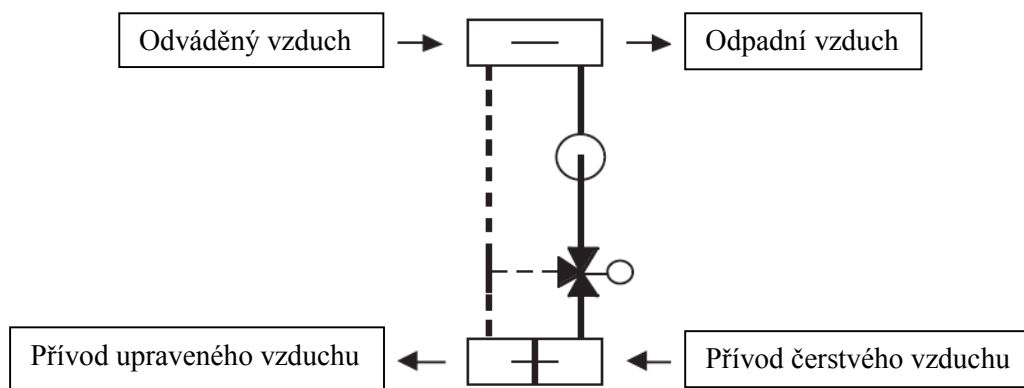 Odváděný vzduch
Odpadní vzduch
Přívod upraveného vzduchu
Přívod čerstvého vzduchu